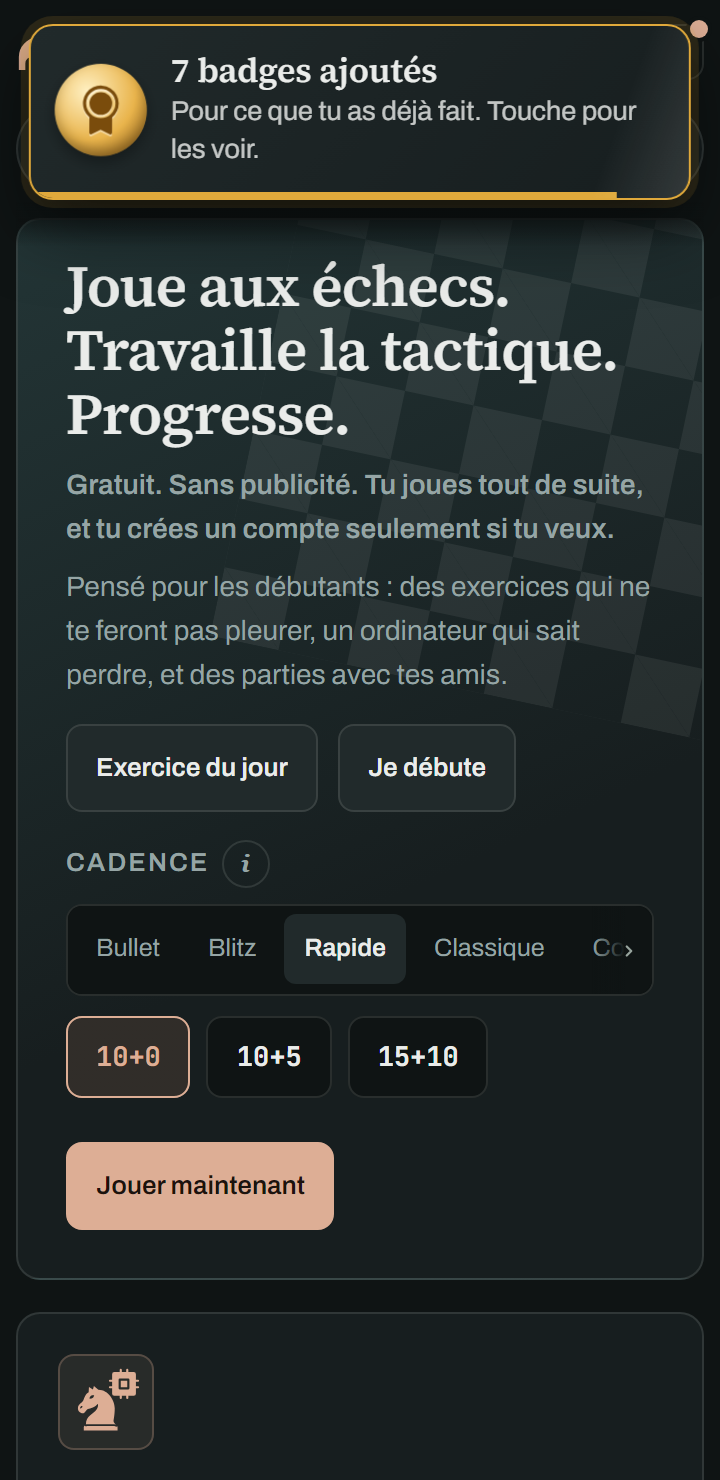 7 badges ajoutés
Pour ce que tu as déjà fait. Touche pour
les voir.
Joue aux échecs.
Travaille la tactique.
Progresse.
Gratuit. Sans publicité. Tu joues tout de suite,
et tu crées un compte seulement si tu veux.
Pensé pour les débutants : des exercices qui ne
te feront pas pleurer, un ordinateur qui sait
perdre, et des parties avec tes amis.
Exercice du jour Je débute
CADENCE i
Bullet Blitz Rapide Classique
10+0 10+5 15+10
Jouer maintenant